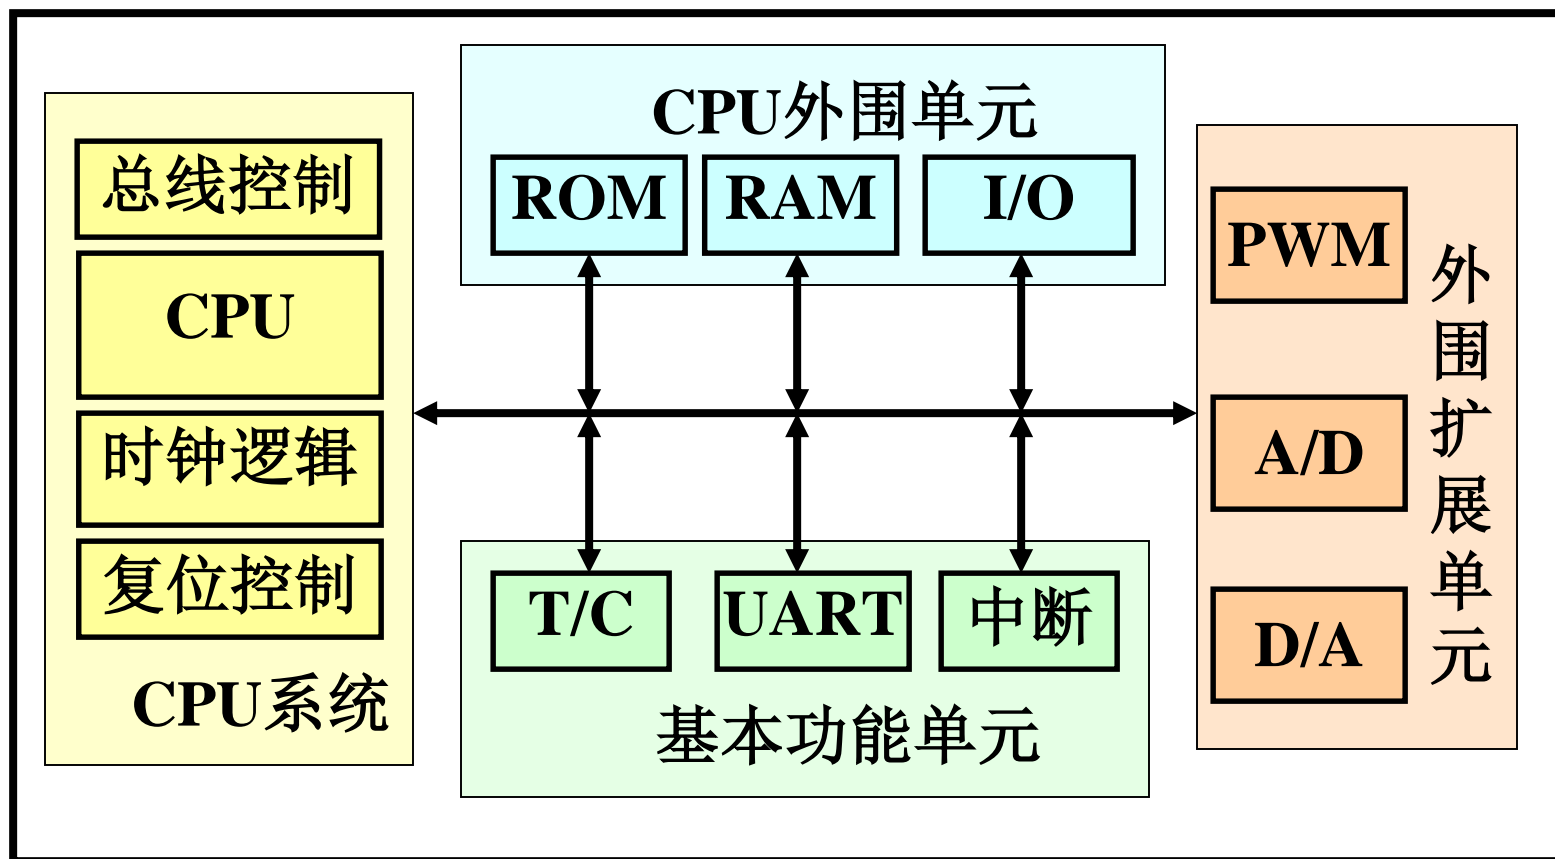 总线控制
CPU
时钟逻辑
复位控制
CPU系统
CPU外围单元
ROM
RAM
I/O
T/C
UART
中断
基本功能单元
PWM
A/D
D/A
外围扩展单元